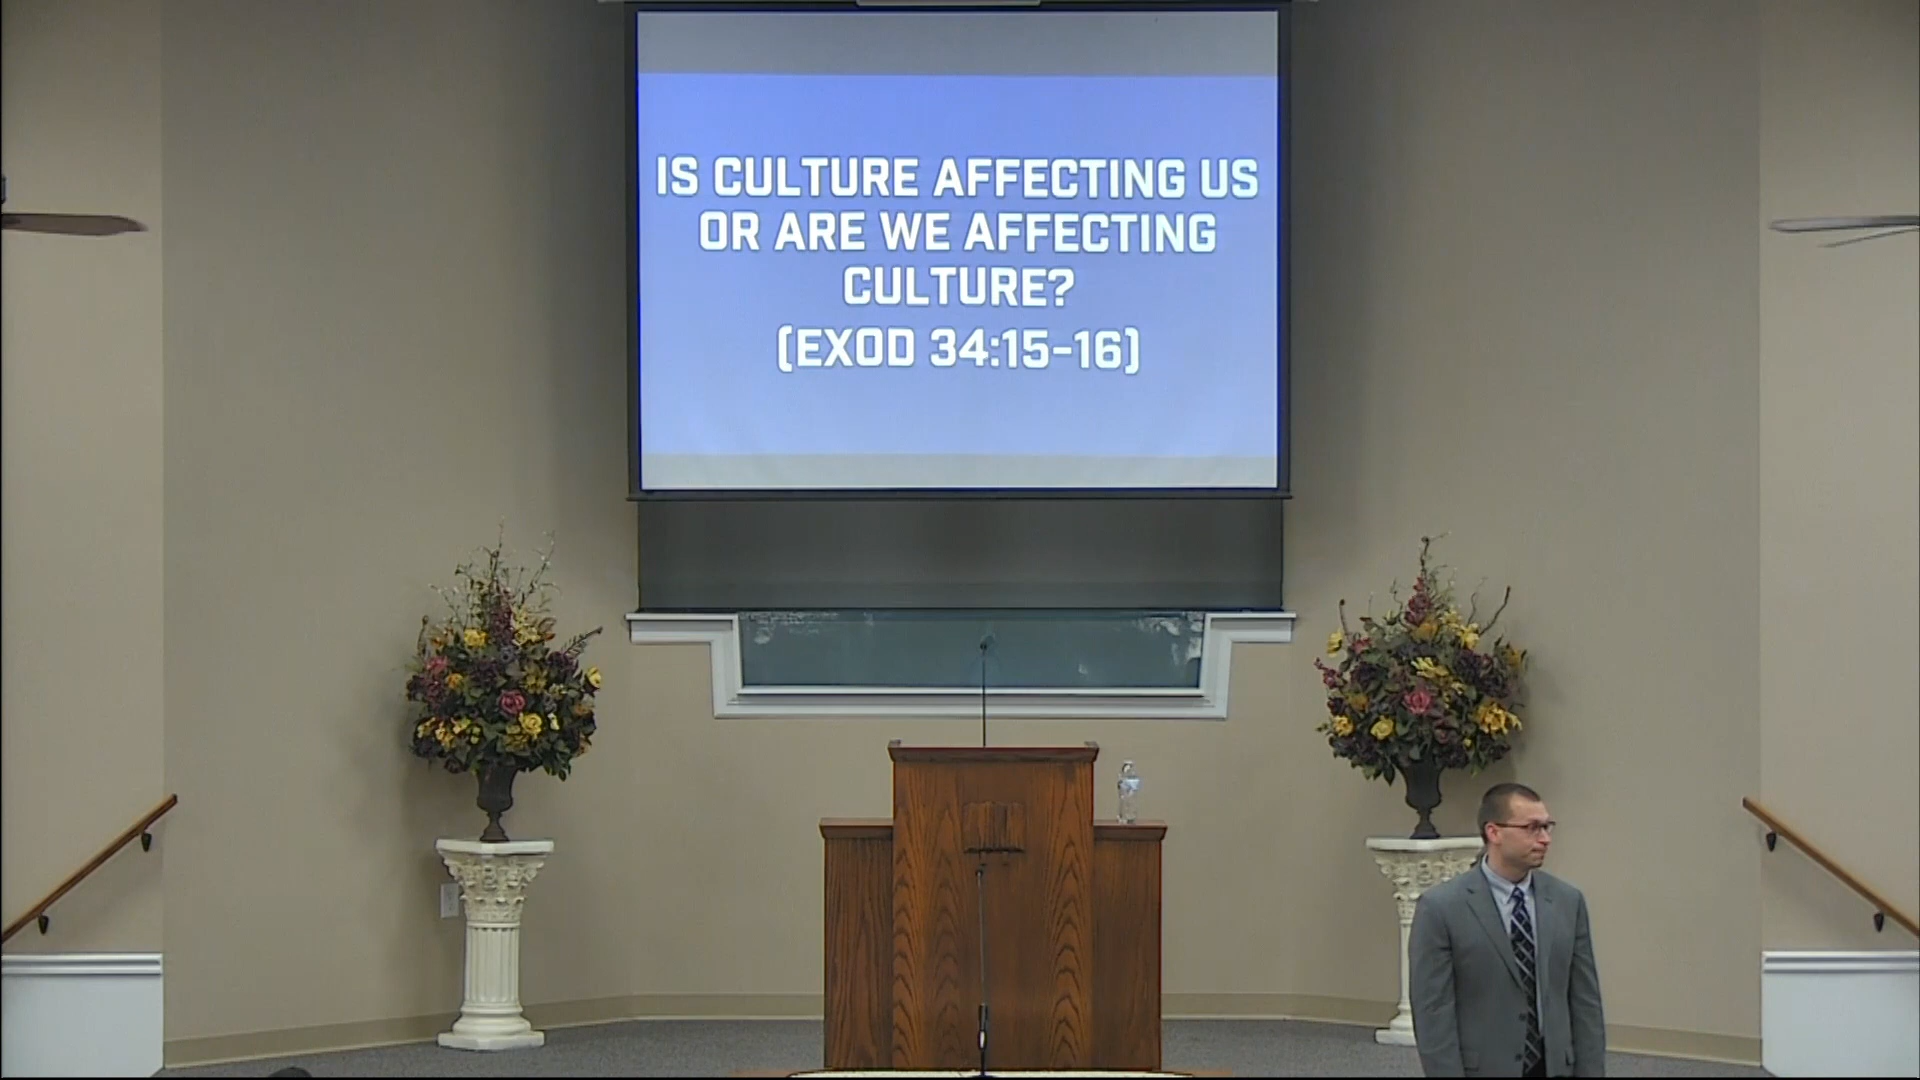 IS CULTURE AFFECTING US
OR ARE WE AFFECTING
CULTURE?
(EXOD 34:15-16)